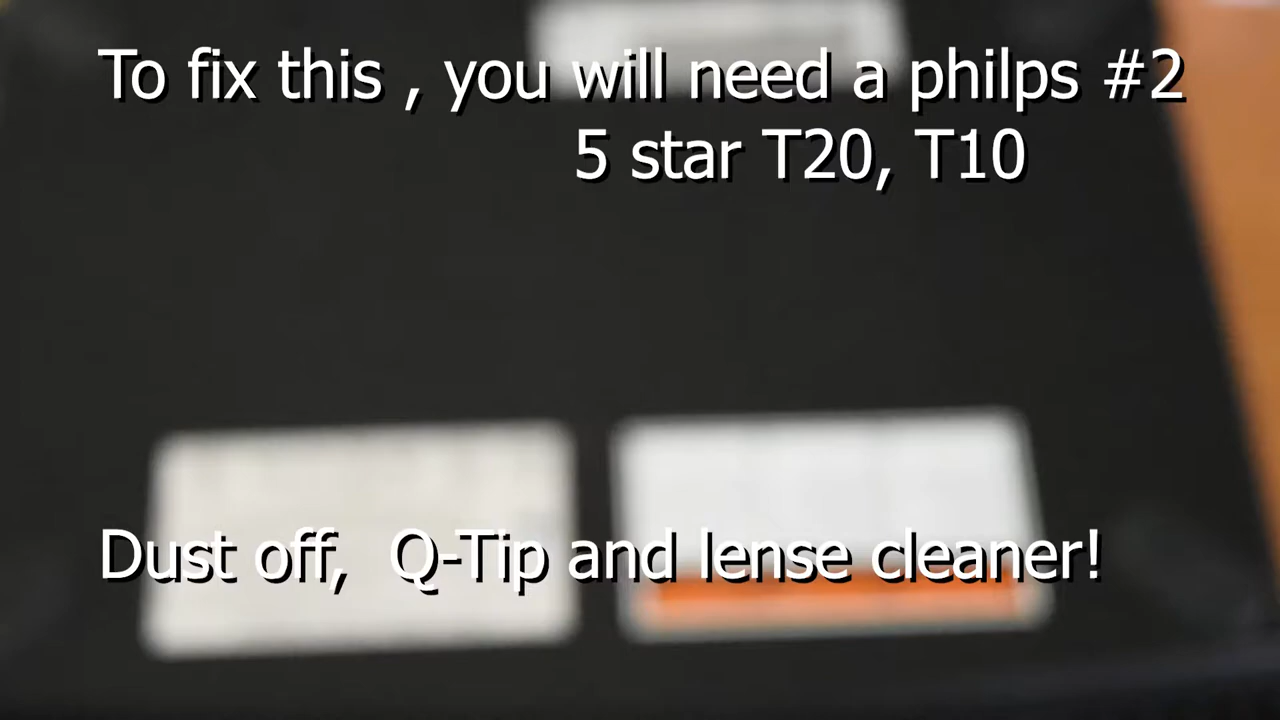 To fix this , you will need a philps #2
5 star T20, T10
Dust off, Q-Tip and lense cleaner!